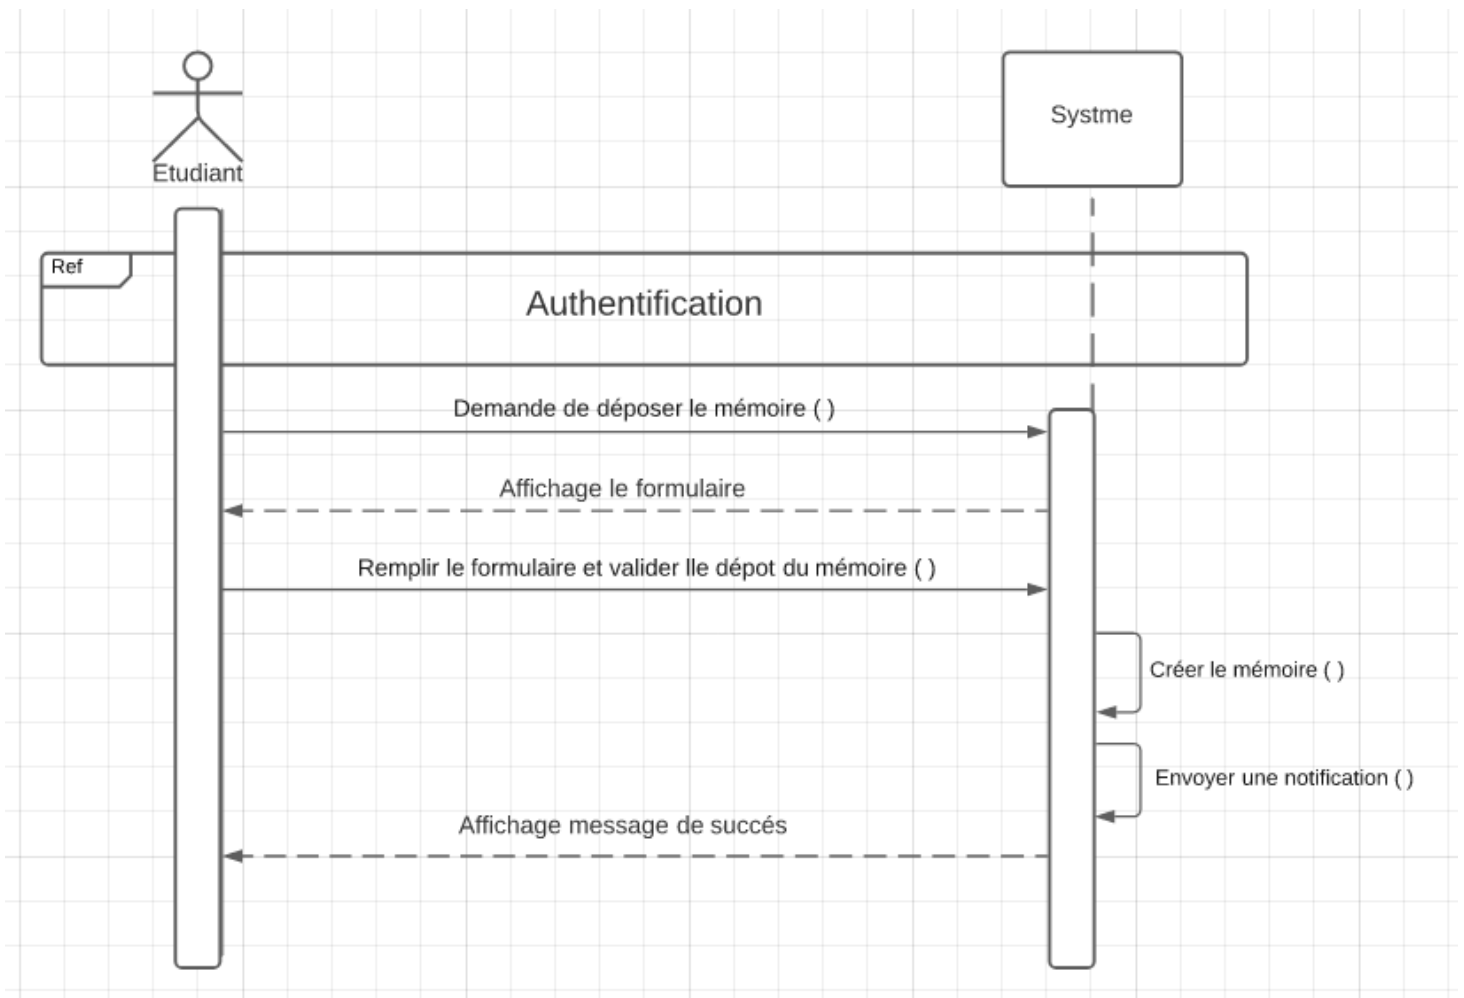 Etudiant
Systme
Ref
Authentification
Demande de déposer le mémoire ( )
Affichage le formulaire
Remplir le formulaire et valider lle dépot du mémoire ( )
Créer le mémoire ( )
Envoyer une notification ( )
Affichage message de succés